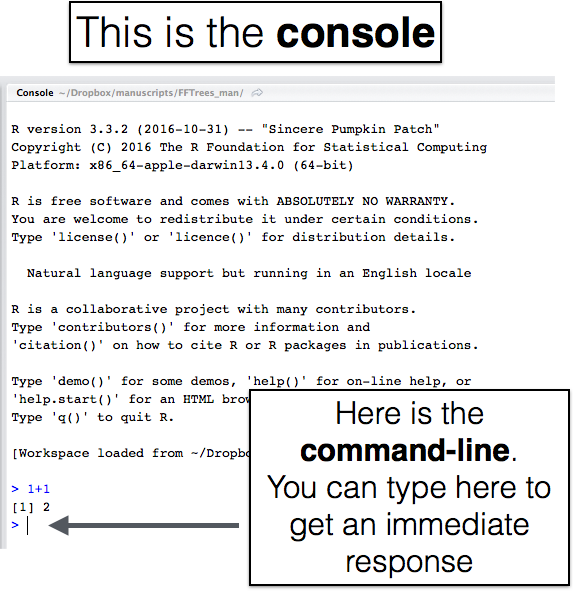 This is the console
Console ~/Dropbox/manuscripts/FFTrees_man/
R version 3.3.2 (2016-10-31) -- "Sincere Pumpkin Patch"
Copyright (C) 2016 The R Foundation for Statistical Computing
Platform: x86_64-apple-darwin13.4.0 (64-bit)
R is free software and comes with ABSOLUTELY NO WARRANTY.
You are welcome to redistribute it under certain conditions.
Type 'license()' or 'licence()' for distribution details.
Natural language support but running in an English locale
R is a collaborative project with many contributors.
Type 'contributors()' for more information and
'citation()' on how to cite R or R packages in publications.
Type 'demo()' for some demos, 'help()' for on-line help, or
'help.start()' for an HTML brow
Type 'q()' to quit R.
[Workspace loaded from ~/Dropbo
> 1+1
[1] 2
>
Here is the
command-line.
You can type here to
get an immediate
response